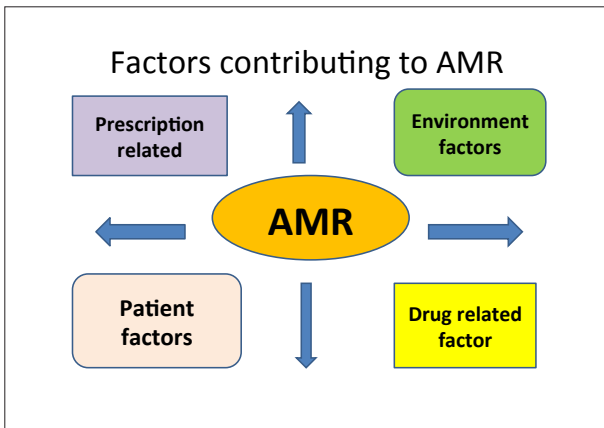 Factors contributing to AMR
Prescription
related
Environment
factors
AMR
Patient
factors
Drug related
factor